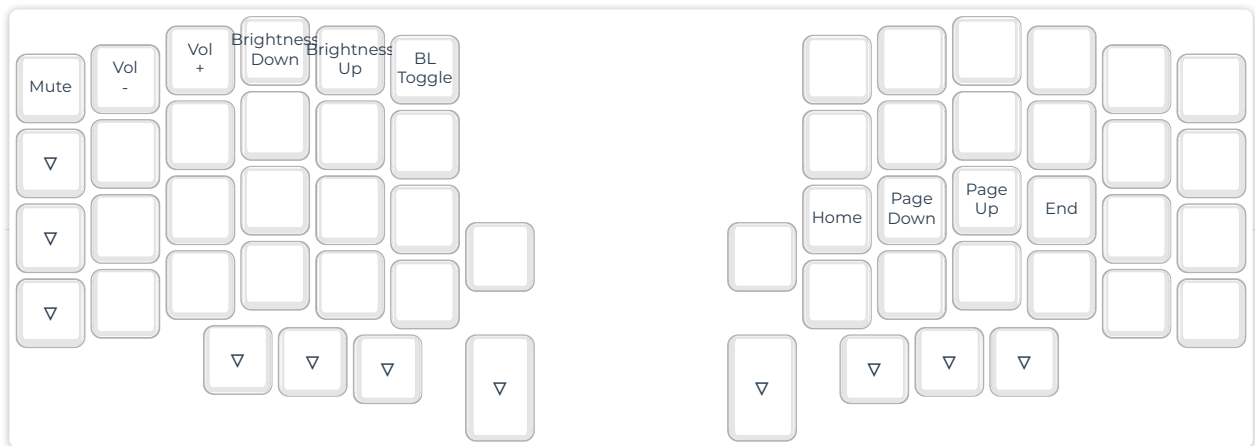 Mute
Vol
-
Vol
+
Brightness
Down
Brightness
Up
BL
Toggle
▽
▽
▽
Home
Page
Down
Page
Up
End
▽
▽
▽
▽
▽
▽
▽
▽